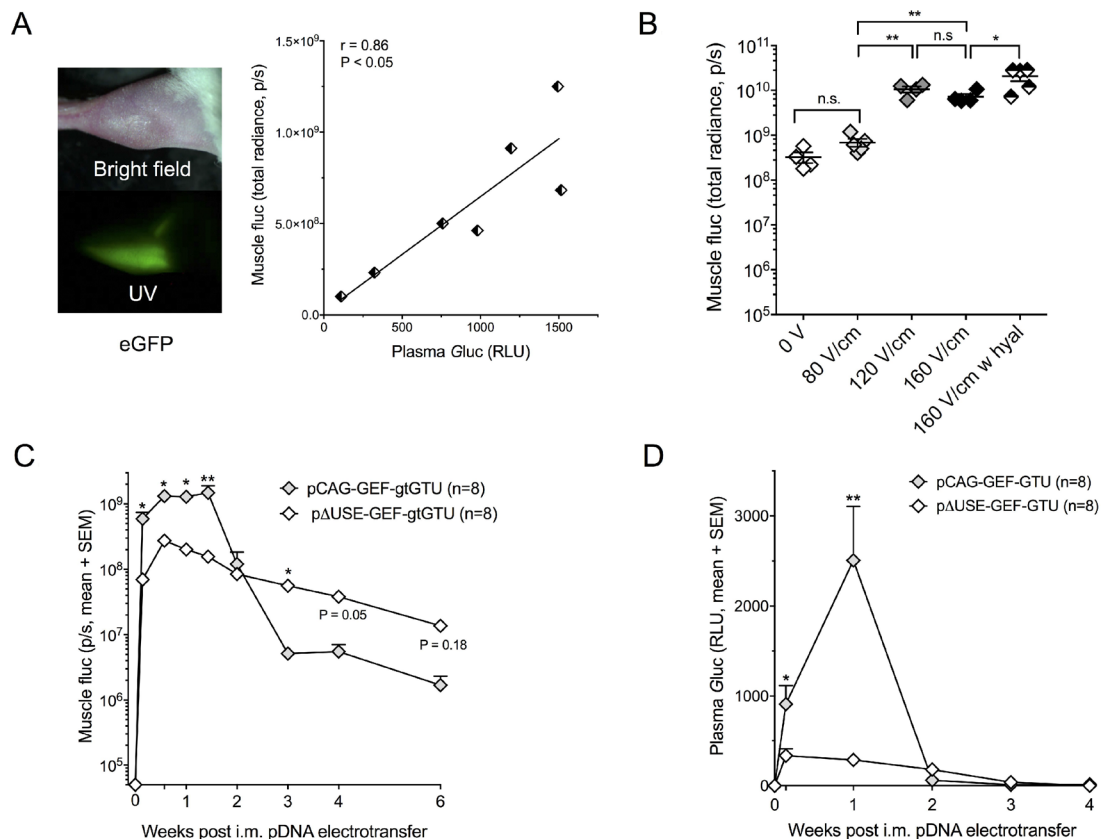 A
Bright field
UV
eGFP
1.5×10⁹
1.0×10⁹
5.0×10⁸
0.0
r = 0.86
P < 0.05
Muscle fluc (total radiance, p/s)
0
500
1000
1500
Plasma Gluc (RLU)
B
Muscle fluc (total radiance, p/s)
10¹¹
10¹⁰
10⁹
10⁸
10⁷
10⁶
10⁵
**
**
n.s
*
n.s.
0 V
80 V/cm
120 V/cm
160 V/cm
160 V/cm w hyal
C
Muscle fluc (p/s, mean + SEM)
10⁹
10⁸
10⁷
10⁶
10⁵
*
*
*
**
pCAG-GEF-gtGTU (n=8)
p∆USE-GEF-gtGTU (n=8)
*
P = 0.05
P = 0.18
0
1
2
3
4
6
Weeks post i.m. pDNA electrotransfer
D
Plasma Gluc (RLU, mean + SEM)
3000
2000
1000
0
*
**
pCAG-GEF-GTU (n=8)
p∆USE-GEF-GTU (n=8)
0
1
2
3
4
Weeks post i.m. pDNA electrotransfer